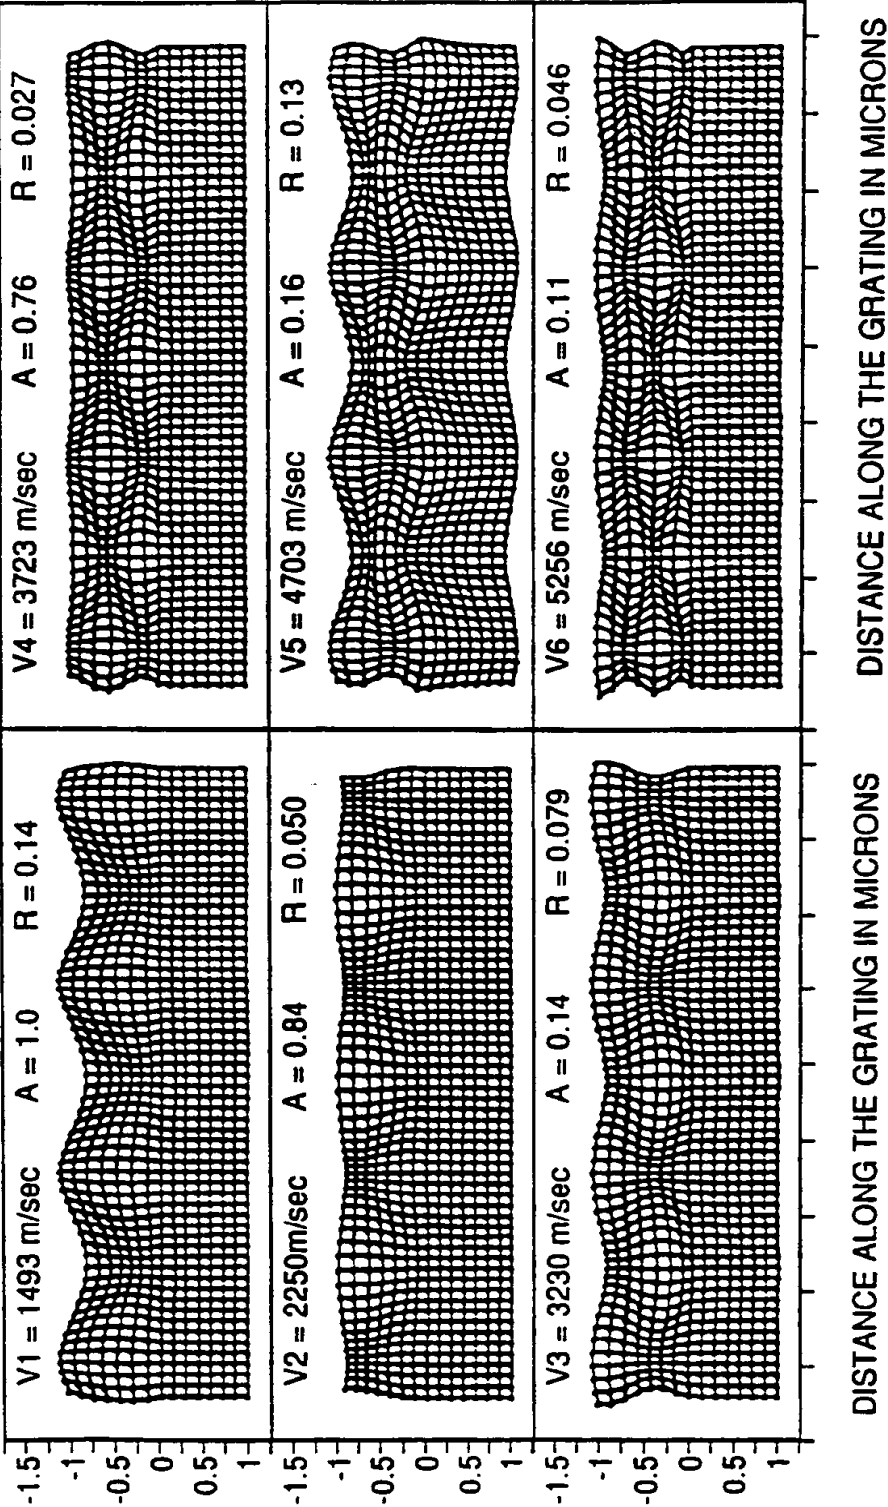 V1 = 1493 m/sec A = 1.0 R = 0.14
V4 = 3723 m/sec A = 0.76 R = 0.027
-1.5
-1
-0.5
0
0.5
1
V2 = 2250m/sec A = 0.84 R = 0.050
V5 = 4703 m/sec A = 0.16 R = 0.13
-1.5
-1
-0.5
0
0.5
1
V3 = 3230 m/sec A = 0.14 R = 0.079
V6 = 5256 m/sec A = 0.11 R = 0.046
-1.5
-1
-0.5
0
0.5
1
DISTANCE ALONG THE GRATING IN MICRONS
DISTANCE ALONG THE GRATING IN MICRONS